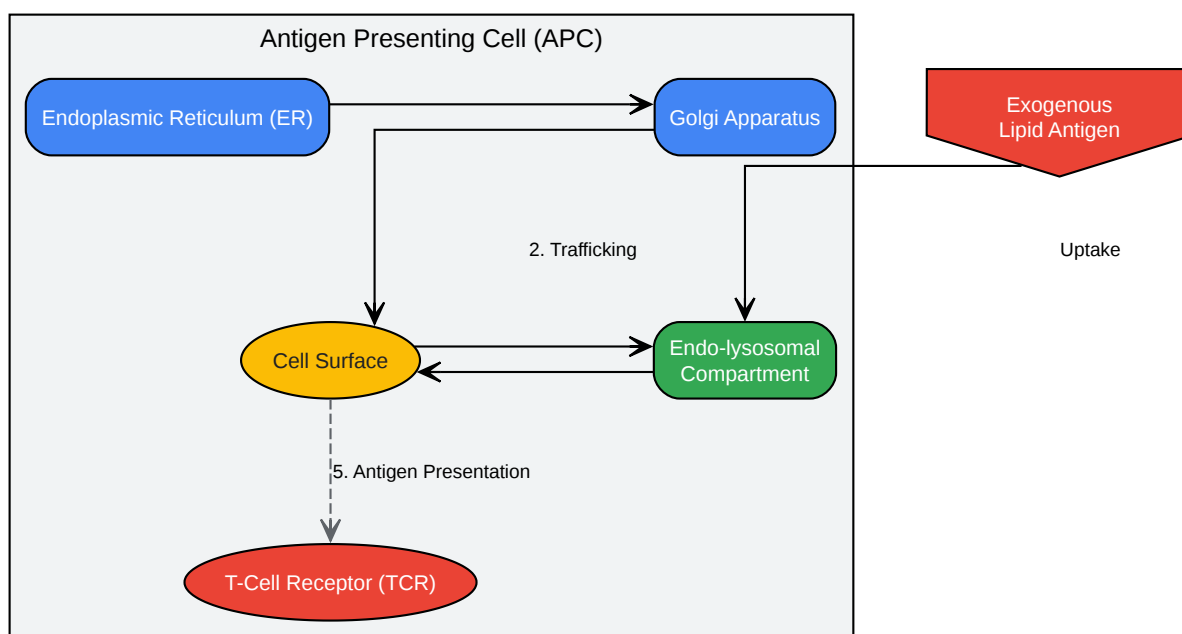 Antigen Presenting Cell (APC)
Endoplasmic Reticulum (ER)
Golgi Apparatus
Exogenous
Lipid Antigen
2. Trafficking
Uptake
Cell Surface
Endo-lysosomal
Compartment
5. Antigen Presentation
T-Cell Receptor (TCR)